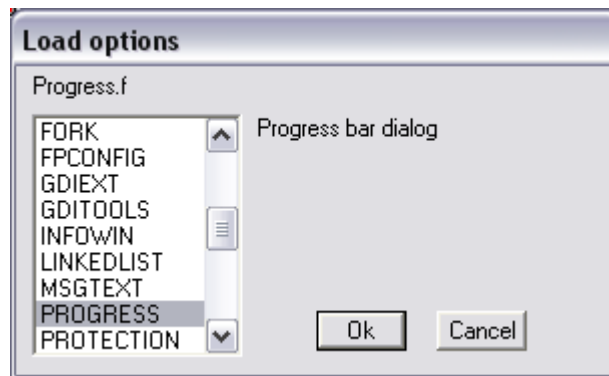 Load options
Progress.f
FORK
FPCONFIG
GDIEXT
GDITOOLS
INFOWIN
LINKEDLIST
MSGTEXT
PROGRESS
PROTECTION
Progress bar dialog
Ok
Cancel